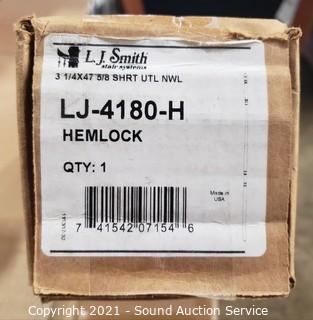 L.J. Smith
stair systems
3 1/4X47 5/8 SHRT UTL NWL
LJ-4180-H
HEMLOCK
QTY: 1
Made in
USA
7 41542 07154 6
Copyright 2021 - Sound Auction Service